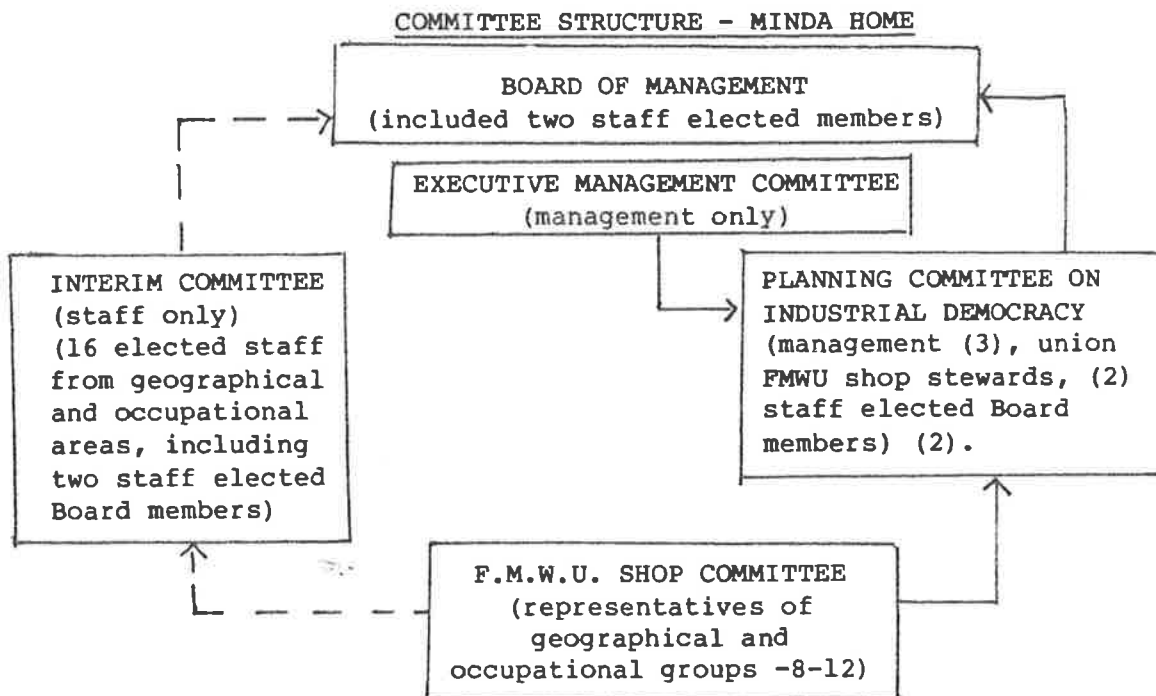 COMMITTEE STRUCTURE - MINDA HOME
BOARD OF MANAGEMENT
(included two staff elected members)
EXECUTIVE MANAGEMENT COMMITTEE
(management only)
INTERIM COMMITTEE
(staff only)
(16 elected staff
from geographical
and occupational
areas, including
two staff elected
Board members)
PLANNING COMMITTEE ON
INDUSTRIAL DEMOCRACY
(management (3), union
FMWU shop stewards, (2)
staff elected Board
members) (2).
F.M.W.U. SHOP COMMITTEE
(representatives of
geographical and
occupational groups -8-12)